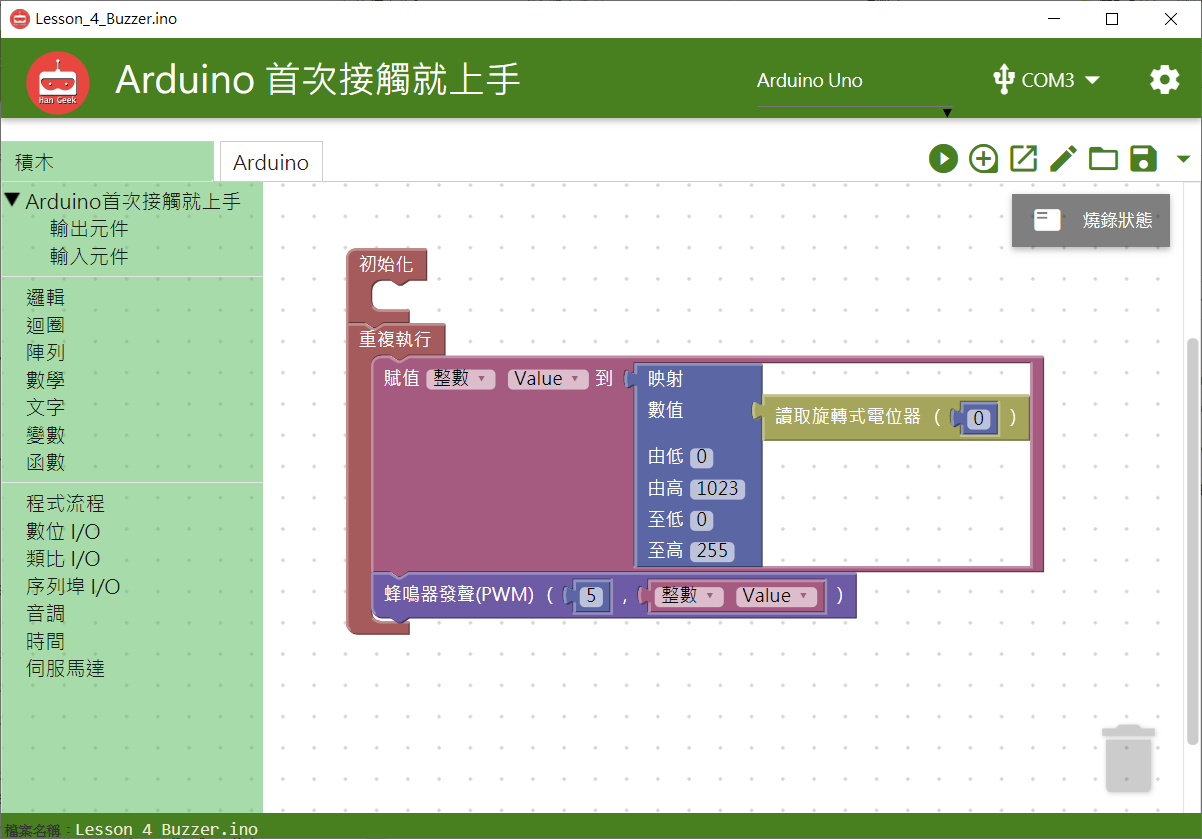 Lesson_4_Buzzer.ino
Han Geek
Arduino 首次接觸就上手
Arduino Uno
COM3
積木
Arduino
Arduino首次接觸就上手
輸出元件
輸入元件
邏輯
迴圈
陣列
數學
文字
變數
函數
程式流程
數位 I/O
類比 I/O
序列埠 I/O
音調
時間
伺服馬達
燒錄狀態
初始化
重複執行
賦值 整數 Value 到 映射
數值 讀取旋轉式電位器 ( 0 )
由低 0
由高 1023
至低 0
至高 255
蜂鳴器發聲(PWM) ( 5 , 整數 Value )
檔案名稱：Lesson_4_Buzzer.ino